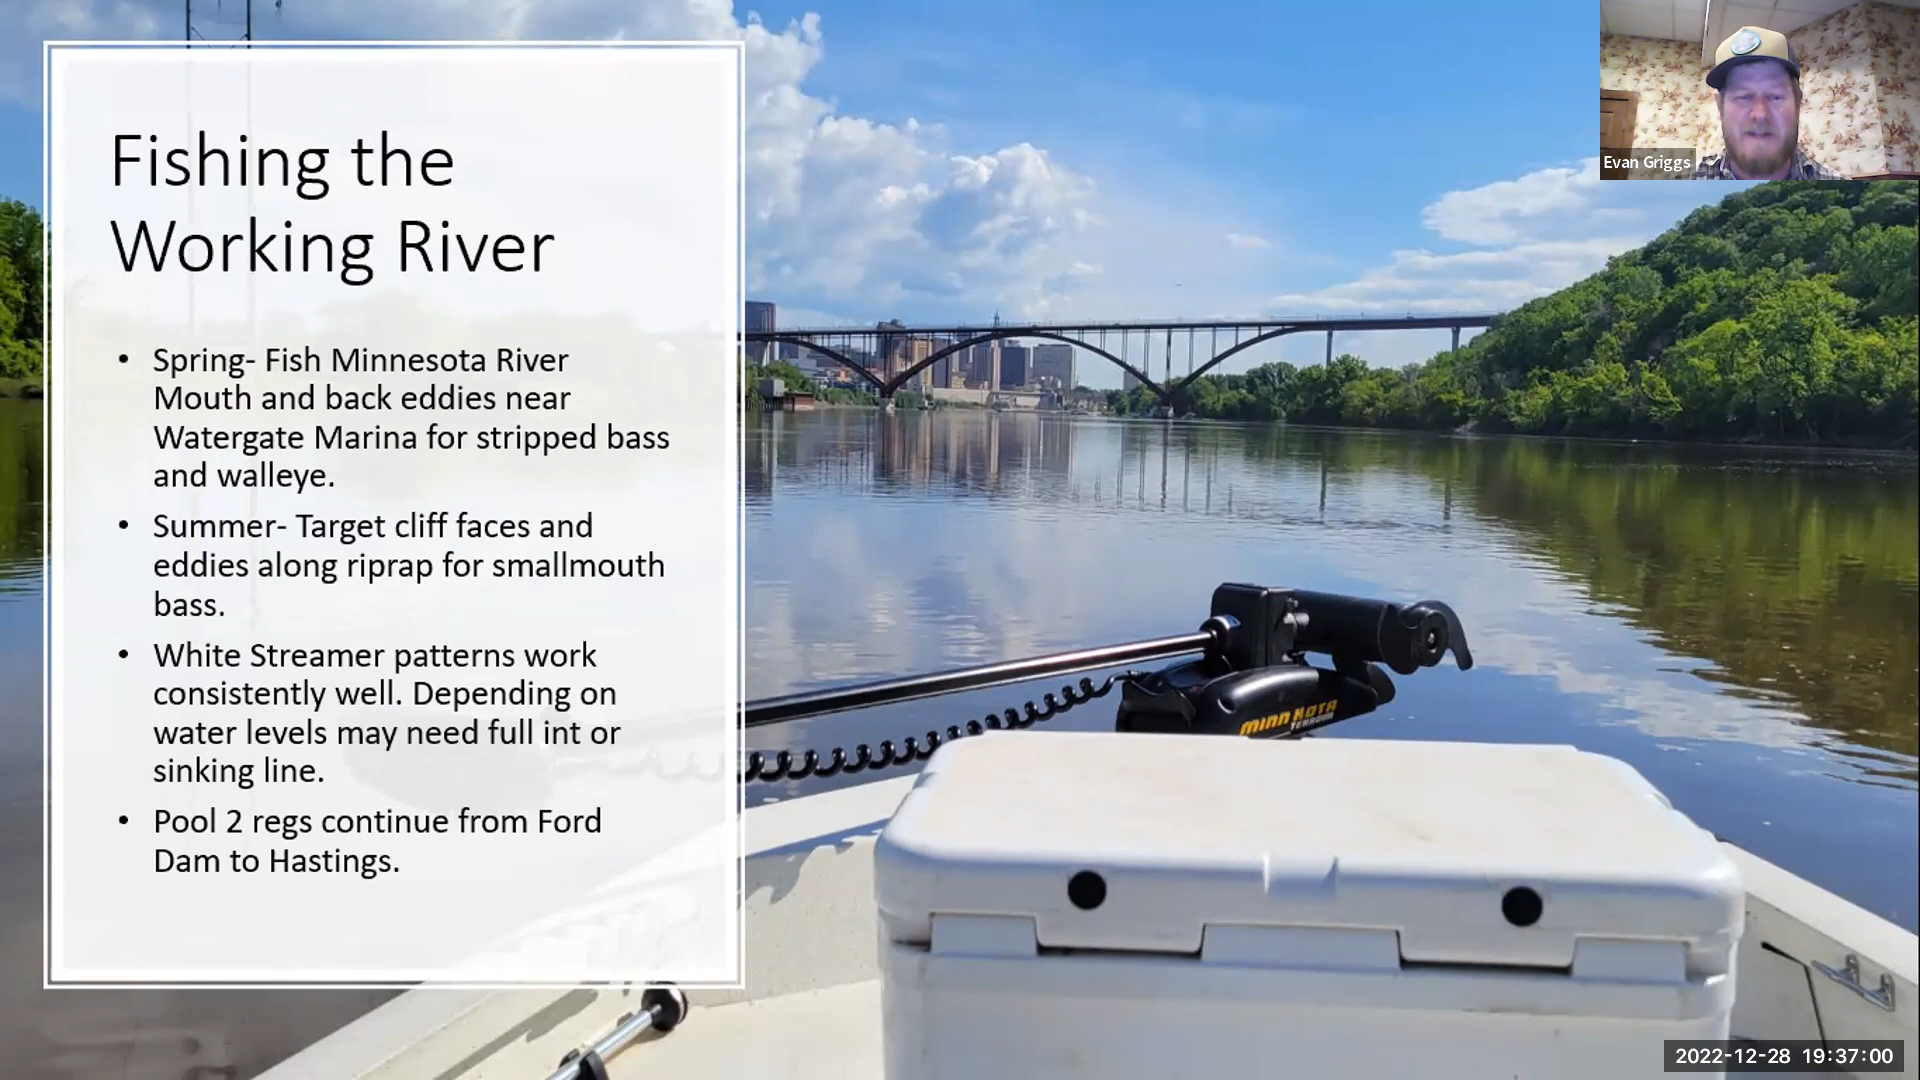 Fishing the
Working River
• Spring- Fish Minnesota River
Mouth and back eddies near
Watergate Marina for stripped bass
and walleye.
• Summer- Target cliff faces and
eddies along riprap for smallmouth
bass.
• White Streamer patterns work
consistently well. Depending on
water levels may need full int or
sinking line.
• Pool 2 regs continue from Ford
Dam to Hastings.
Evan Griggs
MINN KOTA
TERROVA
2022-12-28 19:37:00